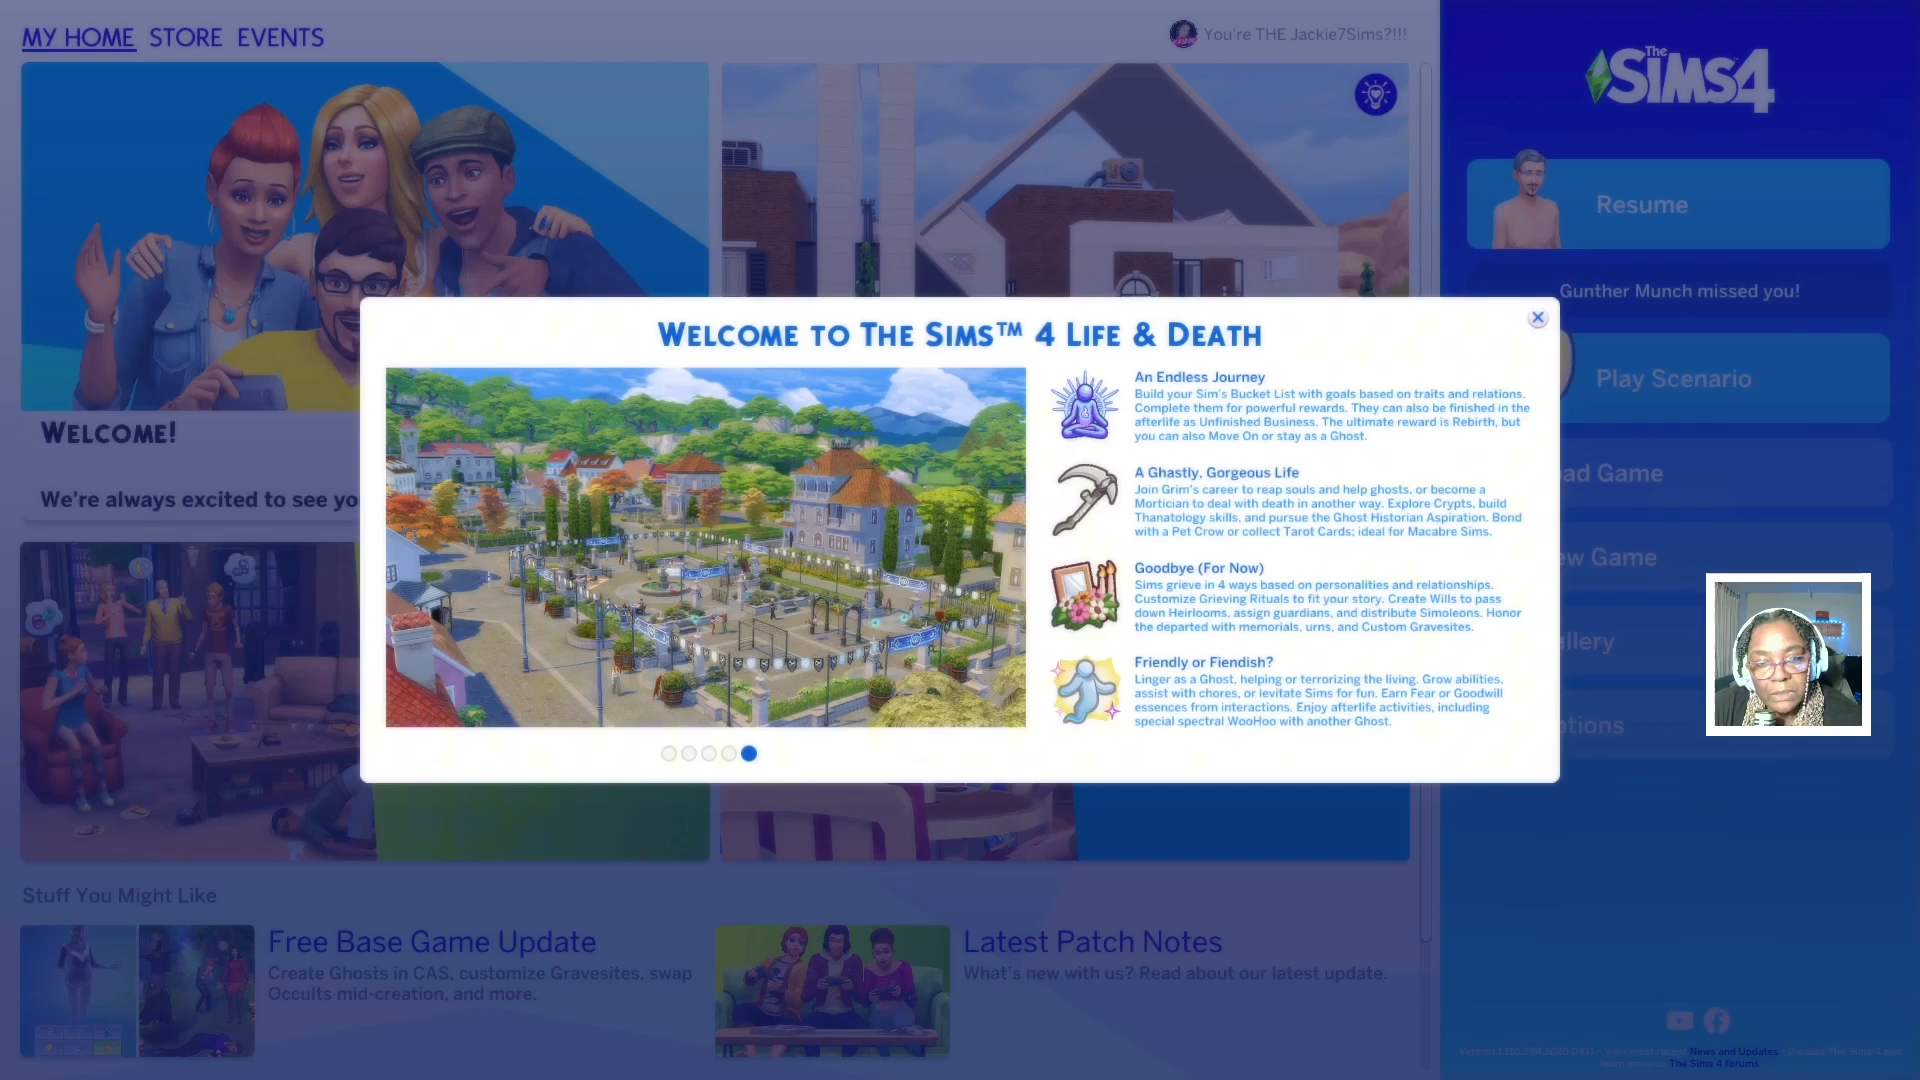 MY HOME STORE EVENTS
You're THE Jackie7Sims?!!!
The SiMS4
Resume
Gunther Munch missed you!
Play Scenario
ad Game
ew Game
llery
tions
WELCOME!
We're always excited to see yo
WELCOME TO THE SIMS™ 4 LIFE & DEATH
An Endless Journey
Build your Sim's Bucket List with goals based on traits and relations.
Complete them for powerful rewards. They can also be finished in the
afterlife as Unfinished Business. The ultimate reward is Rebirth, but
you can also Move On or stay as a Ghost.
A Ghastly, Gorgeous Life
Join Grim's career to reap souls and help ghosts, or become a
Mortician to deal with death in another way. Explore Crypts, build
Thanatology skills, and pursue the Ghost Historian Aspiration. Bond
with a Pet Crow or collect Tarot Cards; ideal for Macabre Sims.
Goodbye (For Now)
Sims grieve in 4 ways based on personalities and relationships.
Customize Grieving Rituals to fit your story. Create Wills to pass
down Heirlooms, assign guardians, and distribute Simoleons. Honor
the departed with memorials, urns, and Custom Gravesites.
Friendly or Fiendish?
Linger as a Ghost, helping or terrorizing the living. Grow abilities,
assist with chores, or levitate Sims for fun. Earn Fear or Goodwill
essences from interactions. Enjoy afterlife activities, including
special spectral WooHoo with another Ghost.
Stuff You Might Like
Free Base Game Update
Create Ghosts in CAS, customize Gravesites, swap
Occults mid-creation, and more.
Latest Patch Notes
What's new with us? Read about our latest update.
News and Updates
The Sims 4 forums